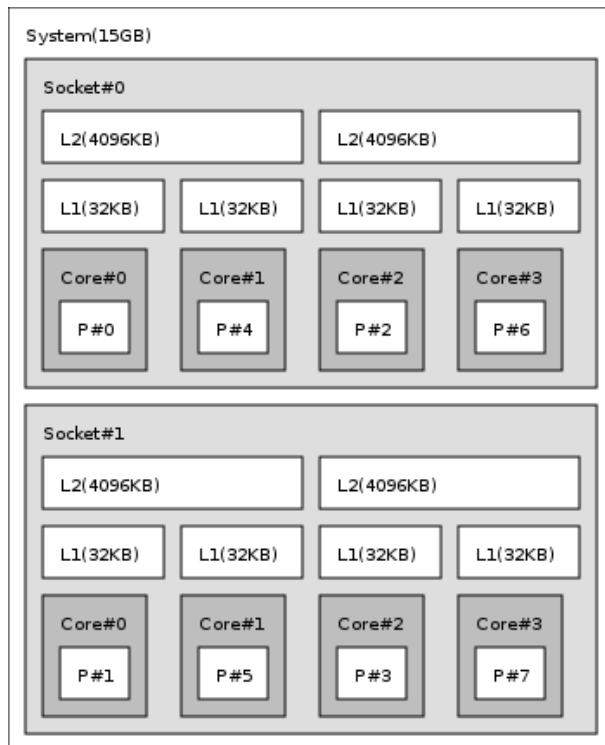 System(15GB)
Socket#0
L2(4096KB) L2(4096KB)
L1(32KB) L1(32KB) L1(32KB) L1(32KB)
Core#0 Core#1 Core#2 Core#3
P#0 P#4 P#2 P#6
Socket#1
L2(4096KB) L2(4096KB)
L1(32KB) L1(32KB) L1(32KB) L1(32KB)
Core#0 Core#1 Core#2 Core#3
P#1 P#5 P#3 P#7